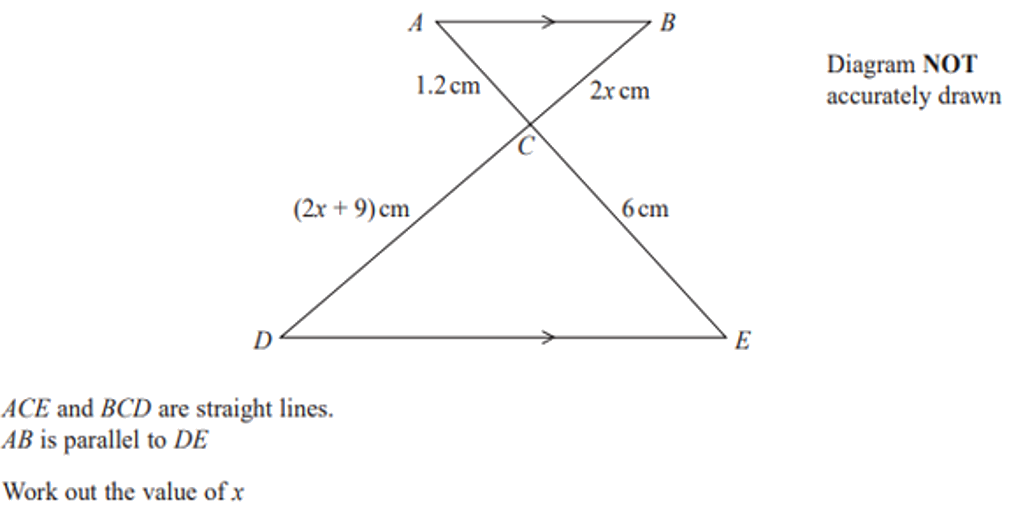 A
B
Diagram NOT
accurately drawn
1.2 cm
2x cm
C
(2x + 9) cm
6 cm
D
E
ACE and BCD are straight lines.
AB is parallel to DE
Work out the value of x